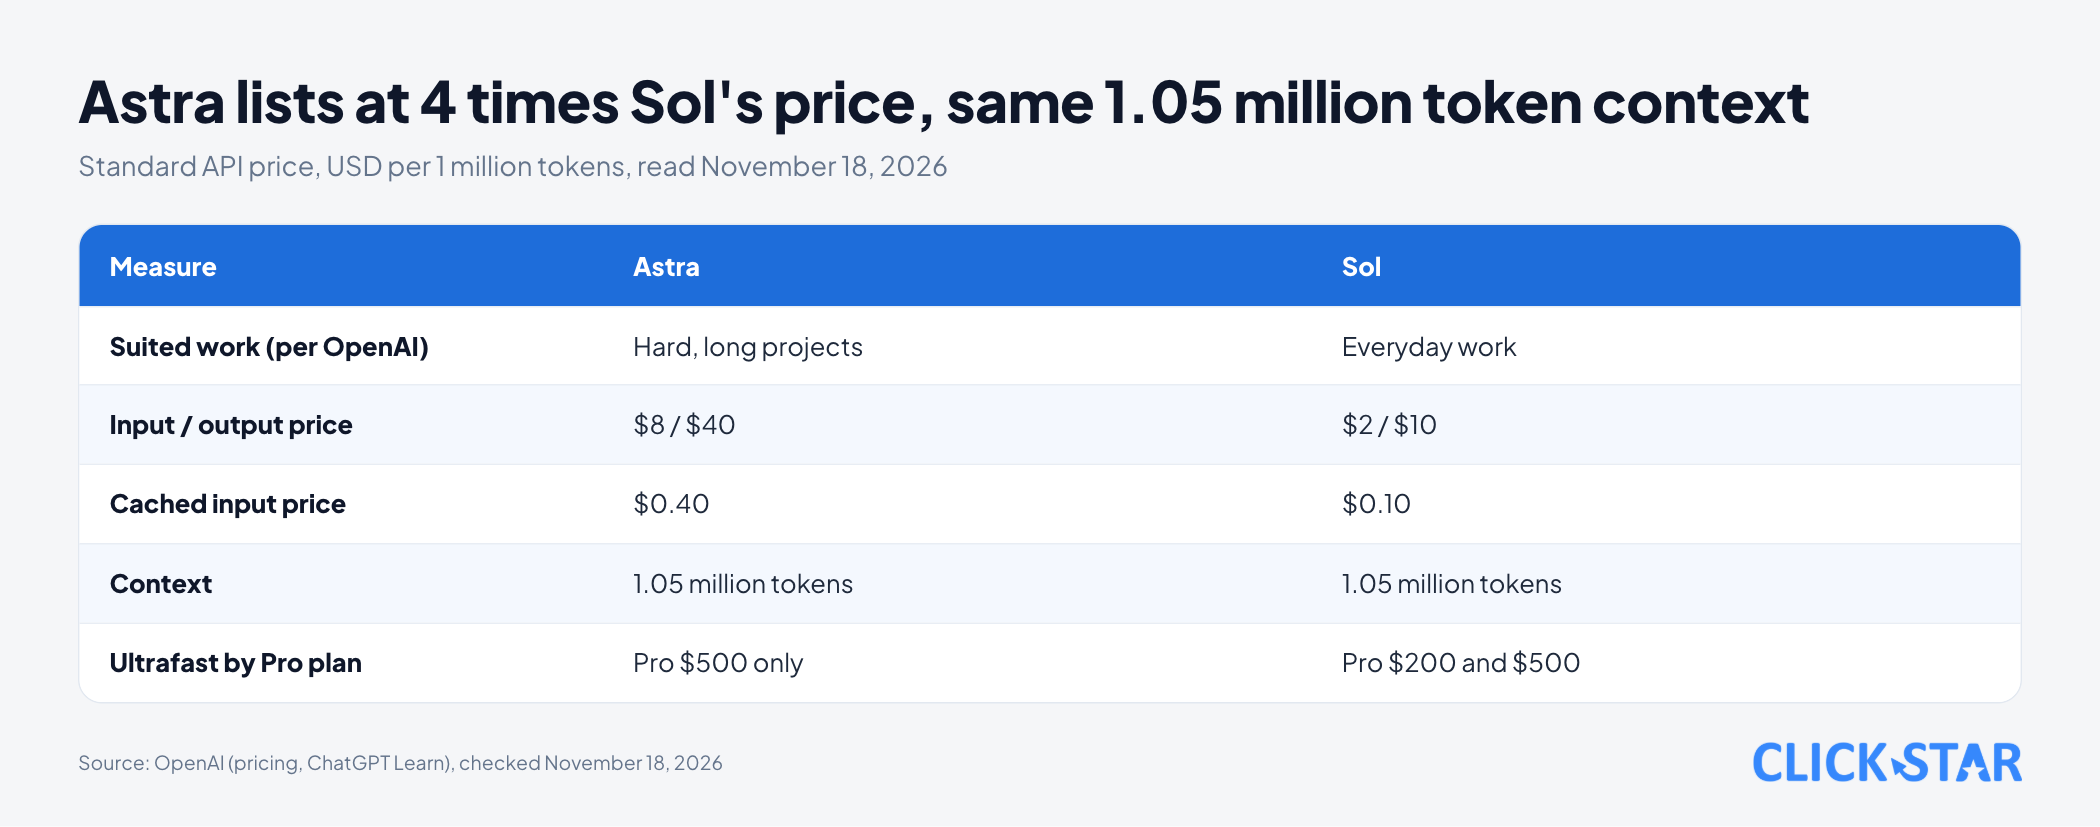 Astra lists at 4 times Sol's price, same 1.05 million token context
Standard API price, USD per 1 million tokens, read November 18, 2026
Measure Astra Sol
Suited work (per OpenAI) Hard, long projects Everyday work
Input / output price $8 / $40 $2 / $10
Cached input price $0.40 $0.10
Context 1.05 million tokens 1.05 million tokens
Ultrafast by Pro plan Pro $500 only Pro $200 and $500
Source: OpenAI (pricing, ChatGPT Learn), checked November 18, 2026
CLICKSTAR